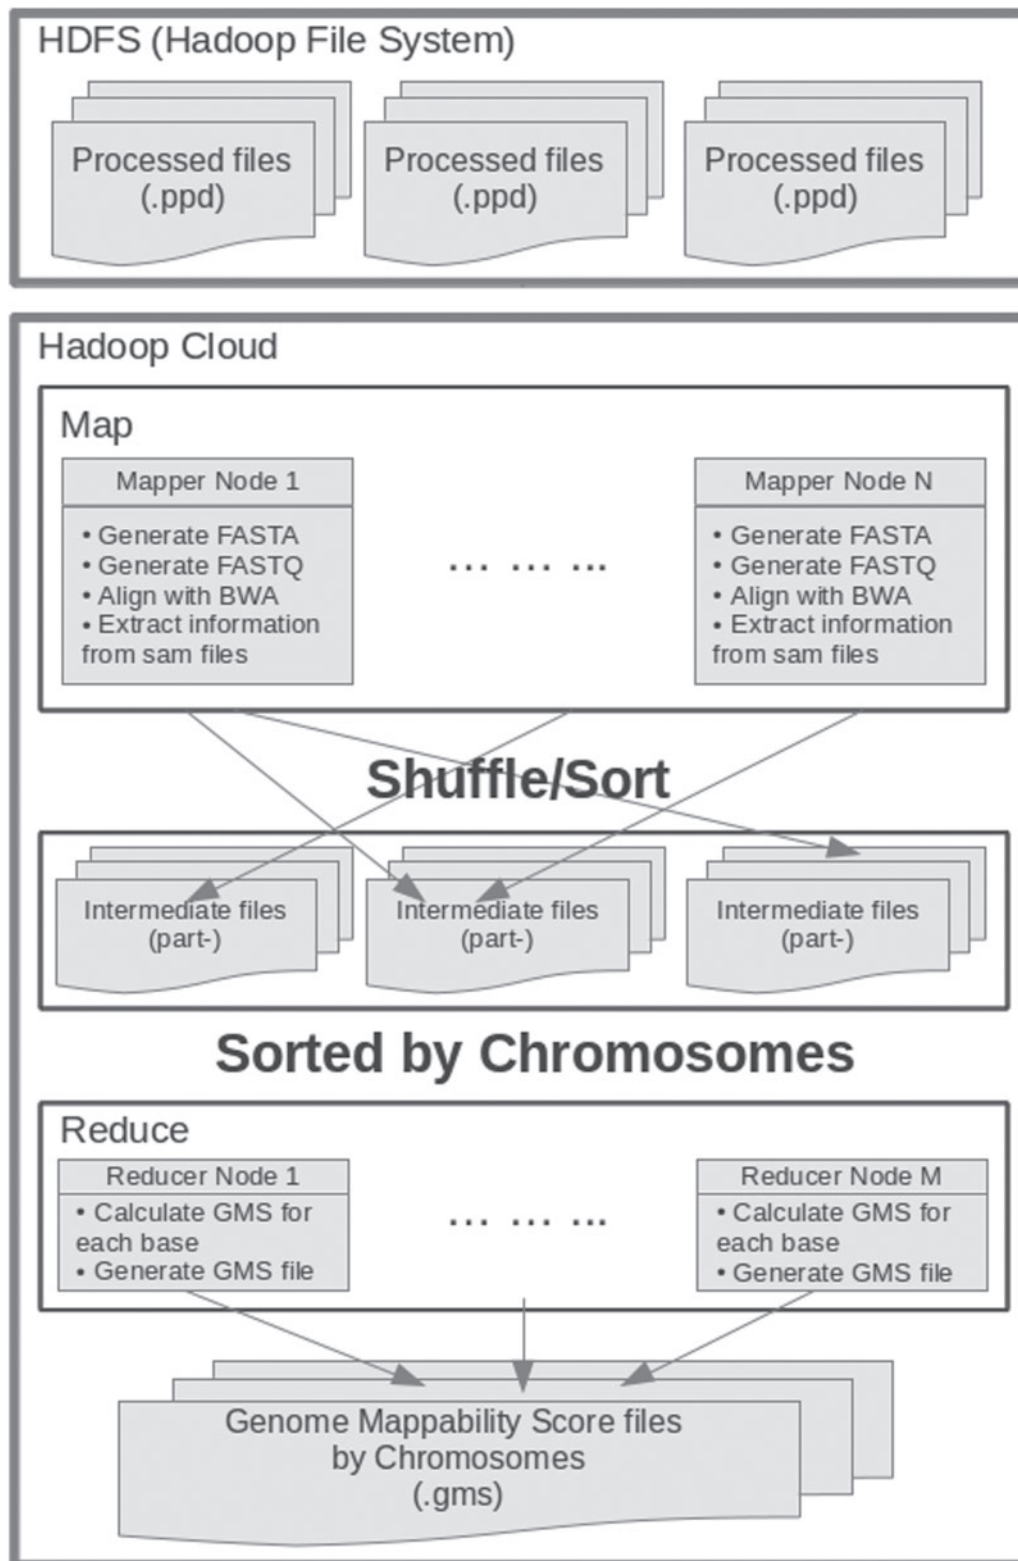 HDFS (Hadoop File System)
Processed files
(.ppd)
Processed files
(.ppd)
Processed files
(.ppd)
Hadoop Cloud
Map
Mapper Node 1
• Generate FASTA
• Generate FASTQ
• Align with BWA
• Extract information
from sam files
... ... ...
Mapper Node N
• Generate FASTA
• Generate FASTQ
• Align with BWA
• Extract information
from sam files
Shuffle/Sort
Intermediate files
(part-)
Intermediate files
(part-)
Intermediate files
(part-)
Sorted by Chromosomes
Reduce
Reducer Node 1
• Calculate GMS for
each base
• Generate GMS file
... ... ...
Reducer Node M
• Calculate GMS for
each base
• Generate GMS file
Genome Mappability Score files
by Chromosomes
(.gms)